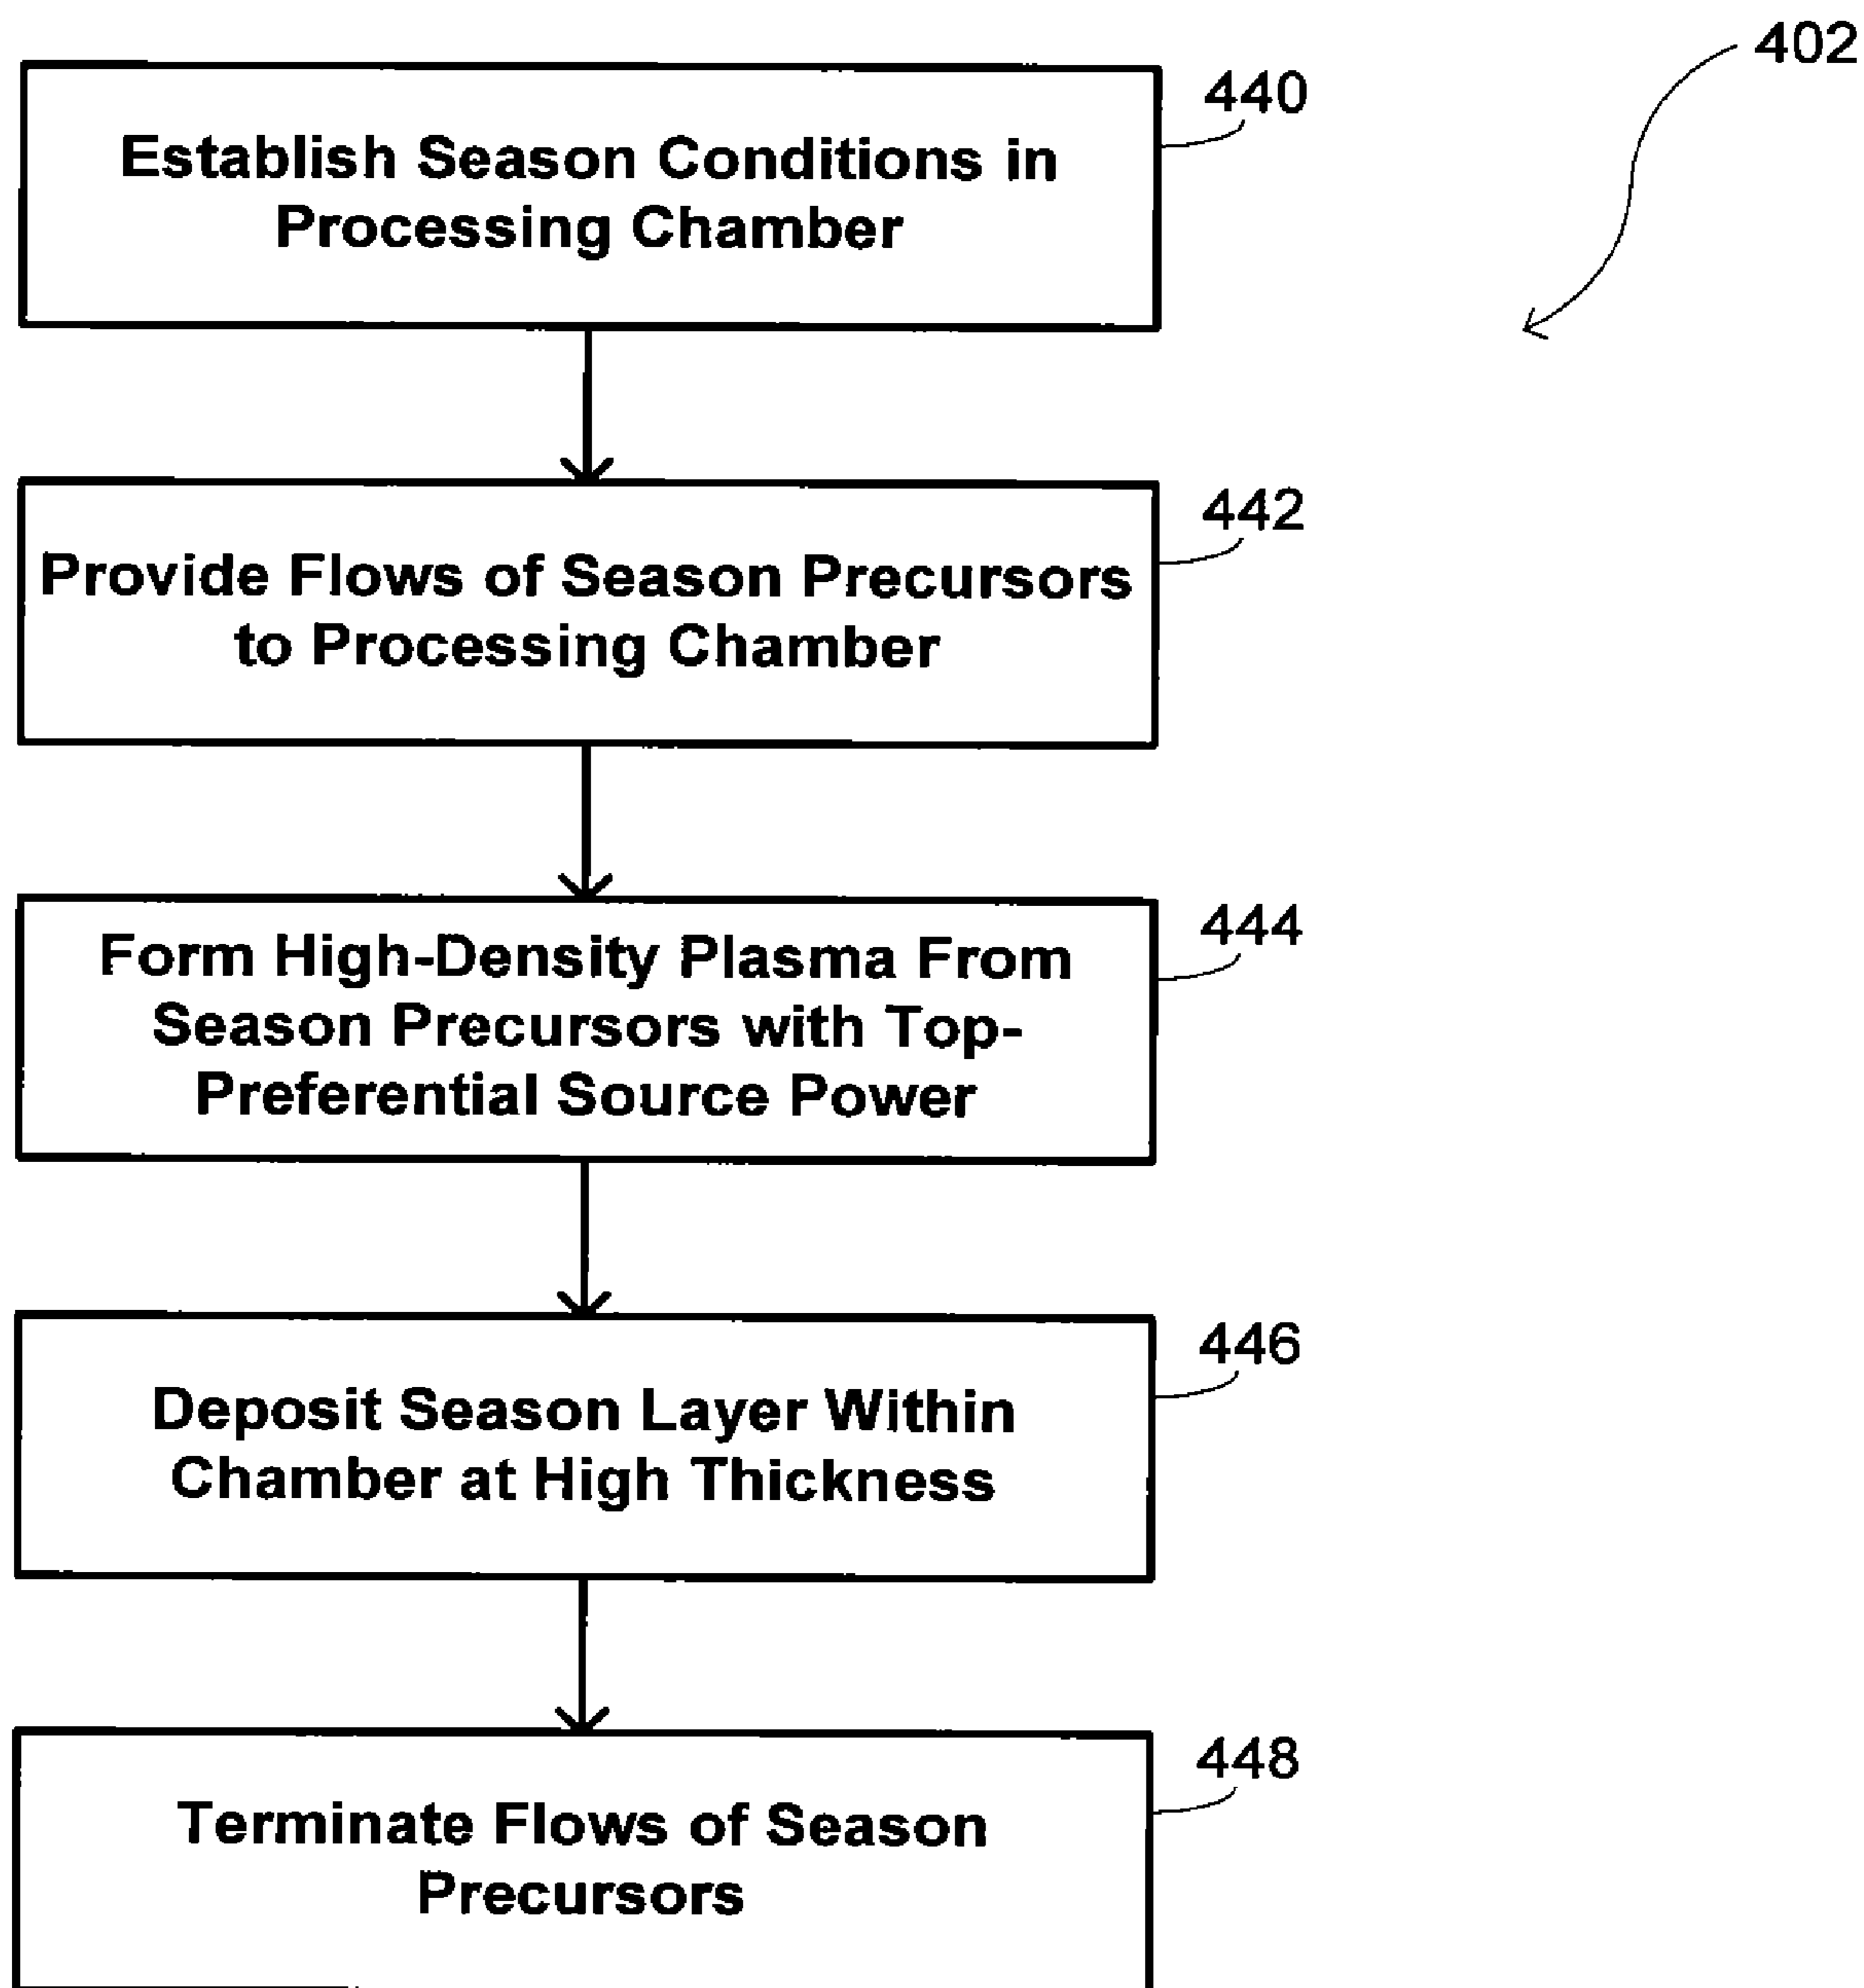 402
440
Establish Season Conditions in
Processing Chamber
442
Provide Flows of Season Precursors
to Processing Chamber
444
Form High-Density Plasma From
Season Precursors with Top-
Preferential Source Power
446
Deposit Season Layer Within
Chamber at High Thickness
448
Terminate Flows of Season
Precursors